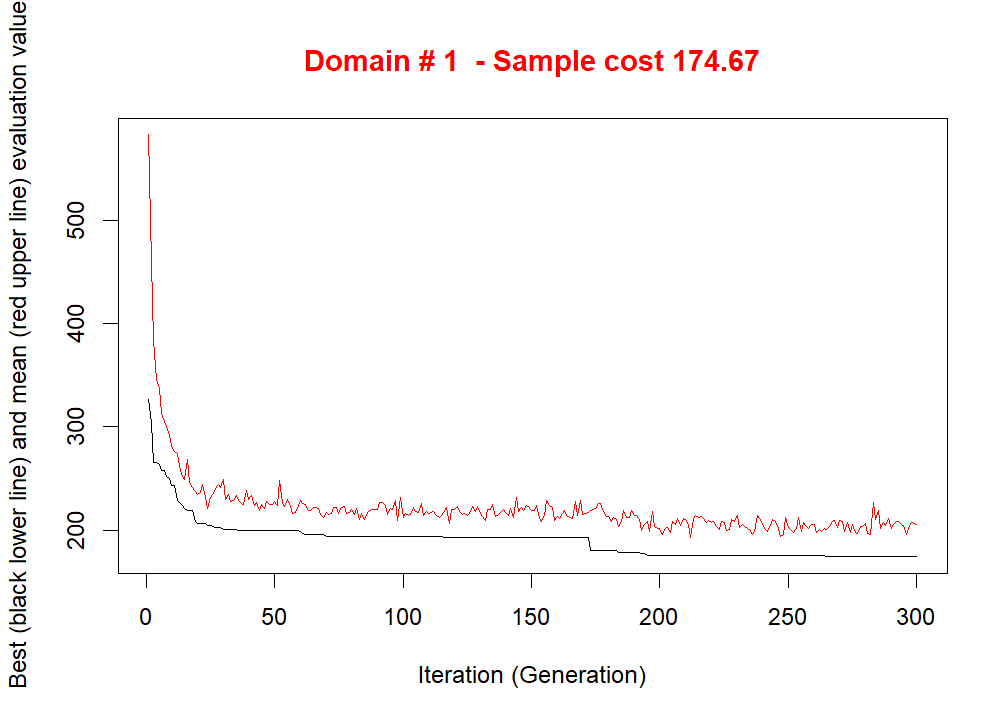 Domain # 1  - Sample cost 174.67
Best (black lower line) and mean (red upper line) evaluation value
500
400
300
200
0 50 100 150 200 250 300
Iteration (Generation)